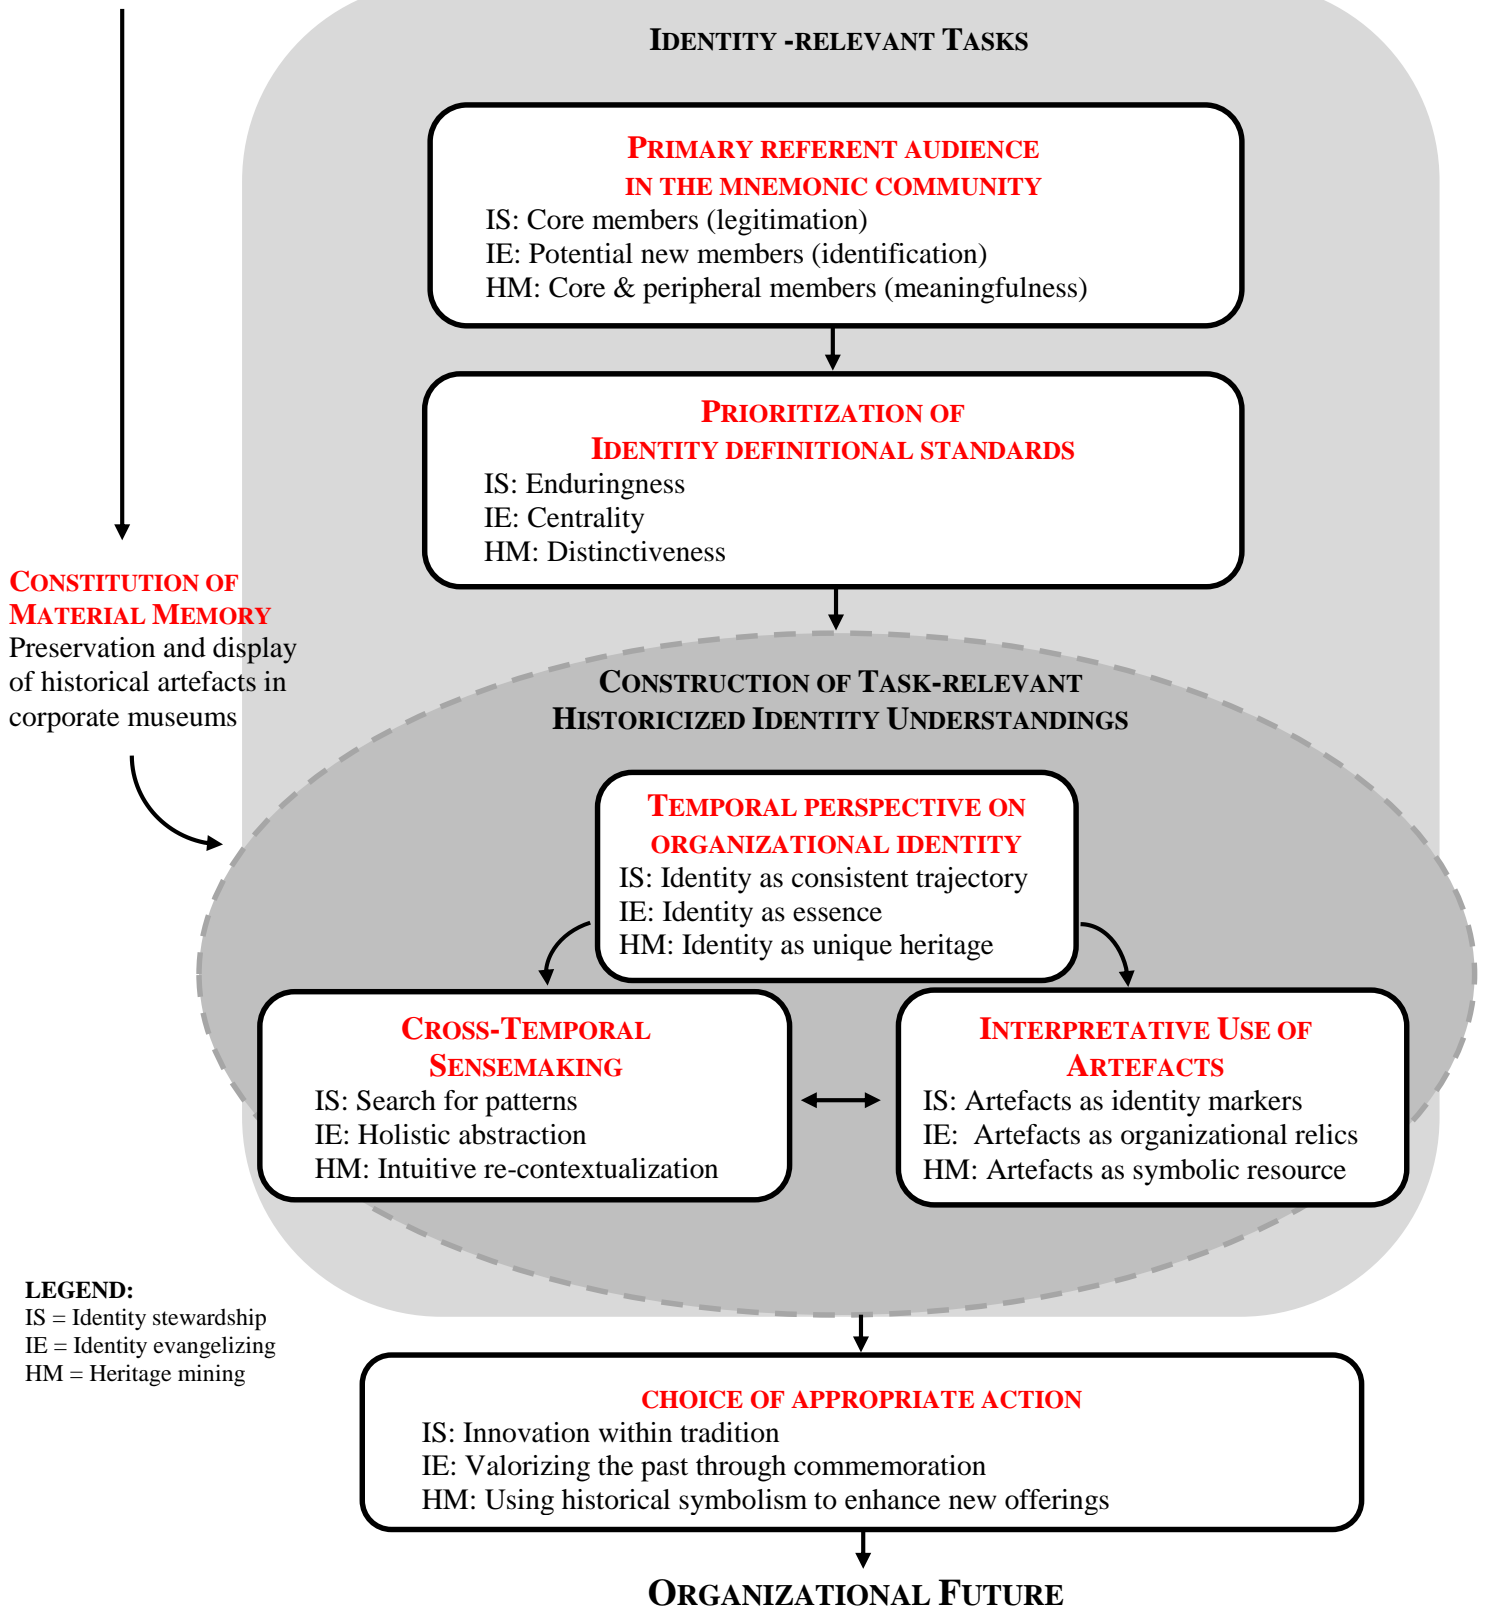 IDENTITY -RELEVANT TASKS
PRIMARY REFERENT AUDIENCE
IN THE MNEMONIC COMMUNITY
IS: Core members (legitimation)
IE: Potential new members (identification)
HM: Core & peripheral members (meaningfulness)
PRIORITIZATION OF
IDENTITY DEFINITIONAL STANDARDS
IS: Enduringness
IE: Centrality
HM: Distinctiveness
CONSTITUTION OF
MATERIAL MEMORY
Preservation and display
of historical artefacts in
corporate museums
CONSTRUCTION OF TASK-RELEVANT
HISTORICIZED IDENTITY UNDERSTANDINGS
TEMPORAL PERSPECTIVE ON
ORGANIZATIONAL IDENTITY
IS: Identity as consistent trajectory
IE: Identity as essence
HM: Identity as unique heritage
CROSS-TEMPORAL
SENSEMAKING
IS: Search for patterns
IE: Holistic abstraction
HM: Intuitive re-contextualization
INTERPRETATIVE USE OF
ARTEFACTS
IS: Artefacts as identity markers
IE:  Artefacts as organizational relics
HM: Artefacts as symbolic resource
LEGEND:
IS = Identity stewardship
IE = Identity evangelizing
HM = Heritage mining
CHOICE OF APPROPRIATE ACTION
IS: Innovation within tradition
IE: Valorizing the past through commemoration
HM: Using historical symbolism to enhance new offerings
ORGANIZATIONAL FUTURE